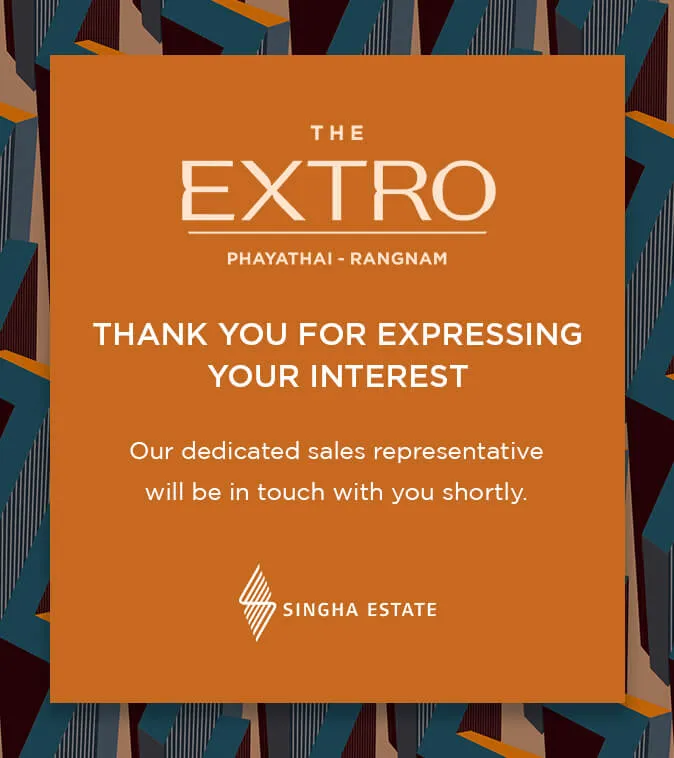 THE
EXTRO
PHAYATHAI - RANGNAM
THANK YOU FOR EXPRESSING
YOUR INTEREST
Our dedicated sales representative
will be in touch with you shortly.
SINGHA ESTATE